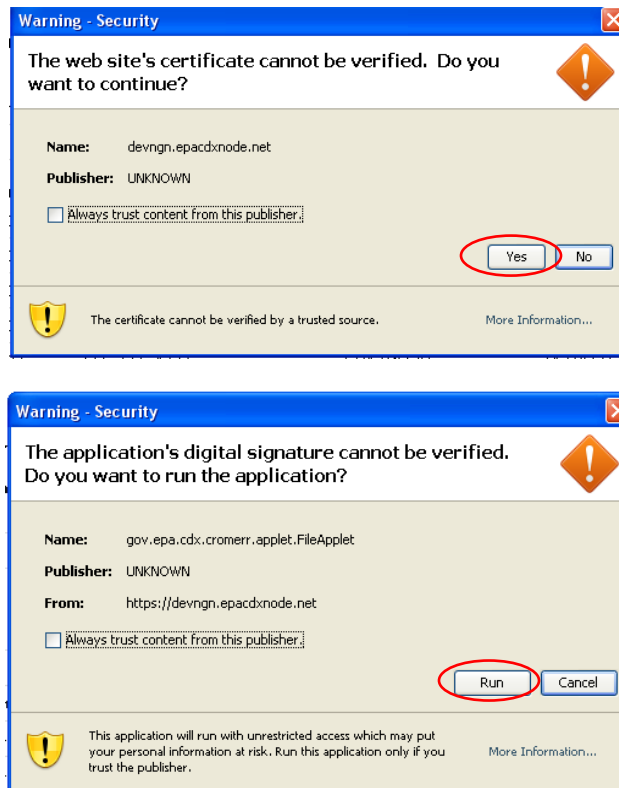 Warning - Security
The web site's certificate cannot be verified. Do you
want to continue?
Name: devngn.epacdxnode.net
Publisher: UNKNOWN
Always trust content from this publisher.
Yes No
The certificate cannot be verified by a trusted source. More Information...
Warning - Security
The application's digital signature cannot be verified.
Do you want to run the application?
Name: gov.epa.cdx.cromerr.applet.FileApplet
Publisher: UNKNOWN
From: https://devngn.epacdxnode.net
Always trust content from this publisher.
Run Cancel
This application will run with unrestricted access which may put
your personal information at risk. Run this application only if you More Information...
trust the publisher.